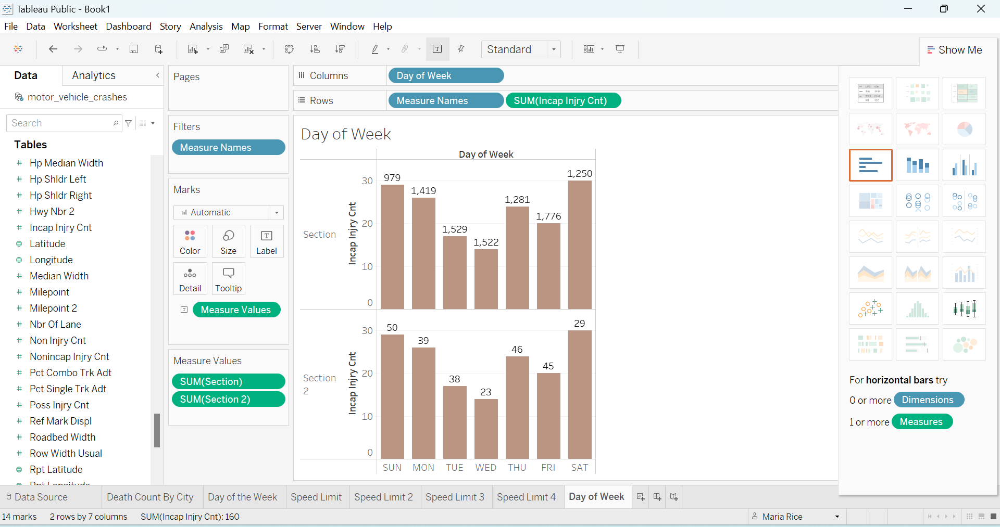 Tableau Public - Book1
File Data Worksheet Dashboard Story Analysis Map Format Server Window Help
Standard
Show Me
Data
Analytics
motor_vehicle_crashes
Search
Tables
Hp Median Width
Hp Shldr Left
Hp Shldr Right
Hwy Nbr 2
Incap Injry Cnt
Latitude
Longitude
Median Width
Milepoint
Milepoint 2
Nbr Of Lane
Non Injry Cnt
Nonincap Injry Cnt
Pct Combo Trk Adt
Pct Single Trk Adt
Poss Injry Cnt
Ref Mark Displ
Roadbed Width
Row Width Usual
Rpt Latitude
Pages
Filters
Measure Names
Marks
Automatic
Color
Size
Label
Detail
Tooltip
Measure Values
Measure Values
SUM(Section)
SUM(Section 2)
Columns
Day of Week
Rows
Measure Names
SUM(Incap Injry Cnt)
Day of Week
Day of Week
Section
Incap Injry Cnt
30
20
10
0
979
1,419
1,529
1,522
1,281
1,776
1,250
Section
2
Incap Injry Cnt
30
20
10
0
50
39
38
23
46
45
29
SUN MON TUE WED THU FRI SAT
For horizontal bars try
0 or more Dimensions
1 or more Measures
Data Source
Death Count By City
Day of the Week
Speed Limit
Speed Limit 2
Speed Limit 3
Speed Limit 4
Day of Week
14 marks 2 rows by 7 columns SUM(Incap Injry Cnt): 160
Maria Rice